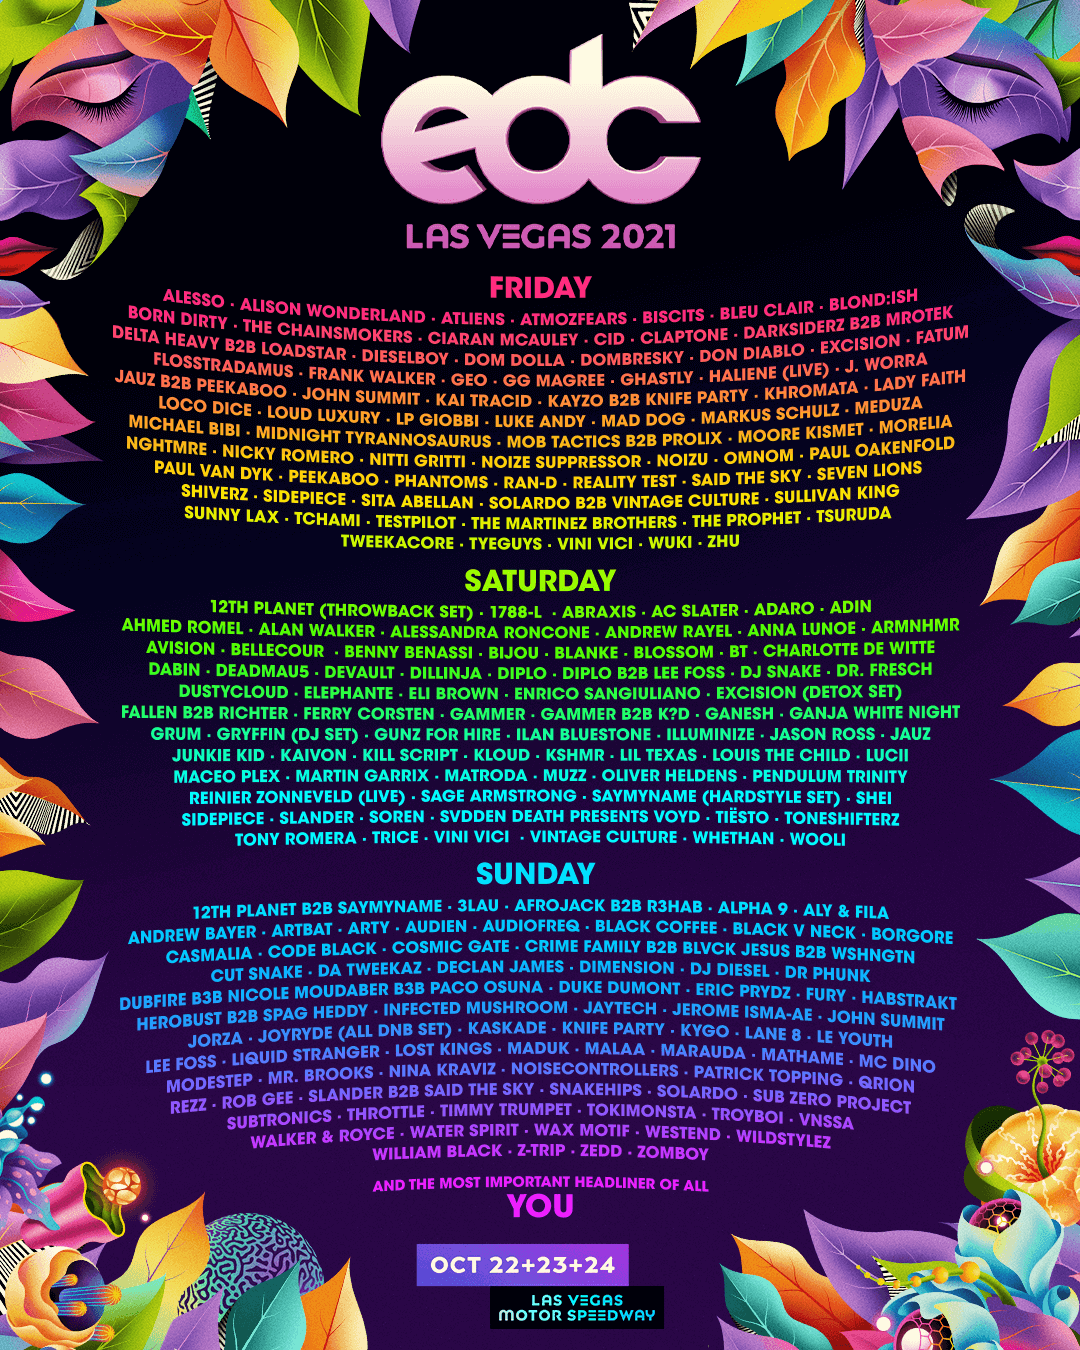 edc
LAS VEGAS 2021
FRIDAY
ALESSO · ALISON WONDERLAND · ATLIENS · ATMOZFEARS · BISCITS · BLEU CLAIR · BLOND:ISH
BORN DIRTY · THE CHAINSMOKERS · CIARAN MCAULEY · CID · CLAPTONE · DARKSIDERZ B2B MROTEK
DELTA HEAVY B2B LOADSTAR · DIESELBOY · DOM DOLLA · DOMBRESKY · DON DIABLO · EXCISION · FATUM
FLOSSTRADAMUS · FRANK WALKER · GEO · GG MAGREE · GHASTLY · HALIENE (LIVE) · J. WORRA
JAUZ B2B PEEKABOO · JOHN SUMMIT · KAI TRACID · KAYZO B2B KNIFE PARTY · KHROMATA · LADY FAITH
LOCO DICE · LOUD LUXURY · LP GIOBBI · LUKE ANDY · MAD DOG · MARKUS SCHULZ · MEDUZA
MICHAEL BIBI · MIDNIGHT TYRANNOSAURUS · MOB TACTICS B2B PROLIX · MOORE KISMET · MORELIA
NGHTMRE · NICKY ROMERO · NITTI GRITTI · NOIZE SUPPRESSOR · NOIZU · OMNOM · PAUL OAKENFOLD
PAUL VAN DYK · PEEKABOO · PHANTOMS · RAN-D · REALITY TEST · SAID THE SKY · SEVEN LIONS
SHIVERZ · SIDEPIECE · SITA ABELLAN · SOLARDO B2B VINTAGE CULTURE · SULLIVAN KING
SUNNY LAX · TCHAMI · TESTPILOT · THE MARTINEZ BROTHERS · THE PROPHET · TSURUDA
TWEEKACORE · TYEGUYS · VINI VICI · WUKI · ZHU
SATURDAY
12TH PLANET (THROWBACK SET) · 1788-L · ABRAXIS · AC SLATER · ADARO · ADIN
AHMED ROMEL · ALAN WALKER · ALESSANDRA RONCONE · ANDREW RAYEL · ANNA LUNOE · ARMNHMR
AVISION · BELLECOUR · BENNY BENASSI · BIJOU · BLANKE · BLOSSOM · BT · CHARLOTTE DE WITTE
DABIN · DEADMAU5 · DEVAULT · DILLINJA · DIPLO · DIPLO B2B LEE FOSS · DJ SNAKE · DR. FRESCH
DUSTYCLOUD · ELEPHANTE · ELI BROWN · ENRICO SANGIULIANO · EXCISION (DETOX SET)
FALLEN B2B RICHTER · FERRY CORSTEN · GAMMER · GAMMER B2B K?D · GANESH · GANJA WHITE NIGHT
GRUM · GRYFFIN (DJ SET) · GUNZ FOR HIRE · ILAN BLUESTONE · ILLUMINIZE · JASON ROSS · JAUZ
JUNKIE KID · KAIVON · KILL SCRIPT · KLOUD · KSHMR · LIL TEXAS · LOUIS THE CHILD · LUCII
MACEO PLEX · MARTIN GARRIX · MATRODA · MUZZ · OLIVER HELDENS · PENDULUM TRINITY
REINIER ZONNEVELD (LIVE) · SAGE ARMSTRONG · SAYMYNAME (HARDSTYLE SET) · SHEI
SIDEPIECE · SLANDER · SOREN · SVDDEN DEATH PRESENTS VOYD · TIËSTO · TONESHIFTERZ
TONY ROMERA · TRICE · VINI VICI · VINTAGE CULTURE · WHETHAN · WOOLI
SUNDAY
12TH PLANET B2B SAYMYNAME · 3LAU · AFROJACK B2B R3HAB · ALPHA 9 · ALY & FILA
ANDREW BAYER · ARTBAT · ARTY · AUDIEN · AUDIOFREQ · BLACK COFFEE · BLACK V NECK · BORGORE
CASMALIA · CODE BLACK · COSMIC GATE · CRIME FAMILY B2B BLVCK JESUS B2B WSHNGTN
CUT SNAKE · DA TWEEKAZ · DECLAN JAMES · DIMENSION · DJ DIESEL · DR PHUNK
DUBFIRE B3B NICOLE MOUDABER B3B PACO OSUNA · DUKE DUMONT · ERIC PRYDZ · FURY · HABSTRAKT
HEROBUST B2B SPAG HEDDY · INFECTED MUSHROOM · JAYTECH · JEROME ISMA-AE · JOHN SUMMIT
JORZA · JOYRYDE (ALL DNB SET) · KASKADE · KNIFE PARTY · KYGO · LANE 8 · LE YOUTH
LEE FOSS · LIQUID STRANGER · LOST KINGS · MADUK · MALAA · MARAUDA · MATHAME · MC DINO
MODESTEP · MR. BROOKS · NINA KRAVIZ · NOISECONTROLLERS · PATRICK TOPPING · QRION
REZZ · ROB GEE · SLANDER B2B SAID THE SKY · SNAKEHIPS · SOLARDO · SUB ZERO PROJECT
SUBTRONICS · THROTTLE · TIMMY TRUMPET · TOKIMONSTA · TROYBOI · VNSSA
WALKER & ROYCE · WATER SPIRIT · WAX MOTIF · WESTEND · WILDSTYLEZ
WILLIAM BLACK · Z-TRIP · ZEDD · ZOMBOY
AND THE MOST IMPORTANT HEADLINER OF ALL
YOU
OCT 22+23+24
LAS VEGAS
MOTOR SPEEDWAY